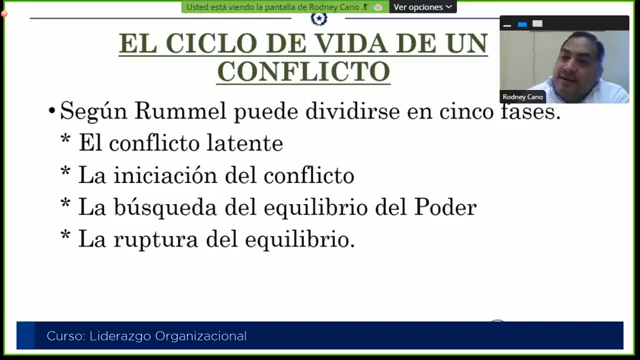 Usted está viendo la pantalla de Rodney Cano
Ver opciones
EL CICLO DE VIDA DE UN
CONFLICTO
Rodney Cano
• Según Rummel puede dividirse en cinco fases.
* El conflicto latente
* La iniciación del conflicto
* La búsqueda del equilibrio del Poder
* La ruptura del equilibrio.
Curso: Liderazgo Organizacional